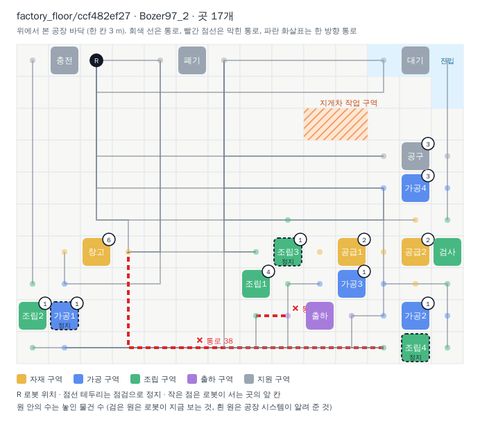 factory_floor/ccf482ef27 · Bozer97_2 · 곳 17개
위에서 본 공장 바닥 (한 칸 3 m). 회색 선은 통로, 빨간 점선은 막힌 통로, 파란 화살표는 한 방향 통로
충전 R 폐기 대기
지게차 작업 구역
3
공구
3
가공4
6 1 2 2
창고 조립3 공급1 공급2 검사
정지
4 1
조립1 가공3
1 1 1
조립2 가공1 출하 가공2
정지
통로 38
조립4
정지
자재 구역 가공 구역 조립 구역 출하 구역 지원 구역
R 로봇 위치 · 점선 테두리는 점검으로 정지 · 작은 점은 로봇이 서는 곳의 앞 칸
원 안의 수는 놓인 물건 수 (검은 원은 로봇이 지금 보는 것, 흰 원은 공장 시스템이 알려 준 것)